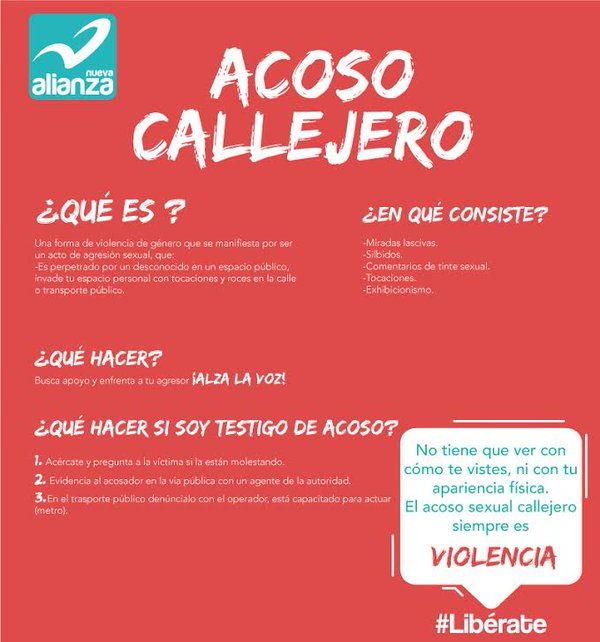 nueva
alianza
ACOSO
CALLEJERO
¿QUÉ ES ?
Una forma de violencia de género que se manifiesta por ser
un acto de agresión sexual, que:
-Es perpetrado por un desconocido en un espacio público,
invade tu espacio personal con tocaciones y roces en la calle
o transporte público.
¿EN QUÉ CONSISTE?
-Miradas lascivas.
-Silbidos.
-Comentarios de tinte sexual.
-Tocaciones.
-Exhibicionismo.
¿QUÉ HACER?
Busca apoyo y enfrenta a tu agresor ¡ALZA LA VOZ!
¿QUÉ HACER SI SOY TESTIGO DE ACOSO?
1. Acércate y pregunta a la víctima si la están molestando.
2. Evidencia al acosador en la vía pública con un agente de la autoridad.
3.En el trasporte público denúncialo con el operador, está capacitado para actuar
(metro).
No tiene que ver con
cómo te vistes, ni con tu
apariencia física.
El acoso sexual callejero
siempre es
VIOLENCIA
#Libérate